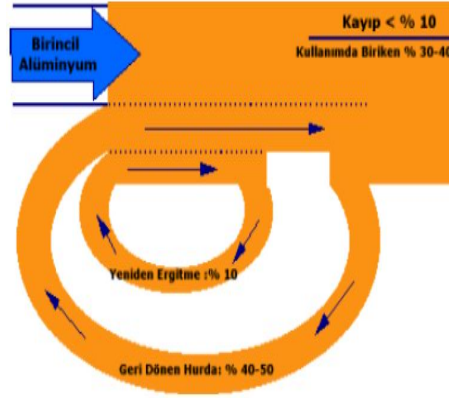 Birincil
Alüminyum
Kayıp < % 10
Kullanımda Biriken % 30-40
Yeniden Ergitme :% 10
Geri Dönen Hurda: % 40-50